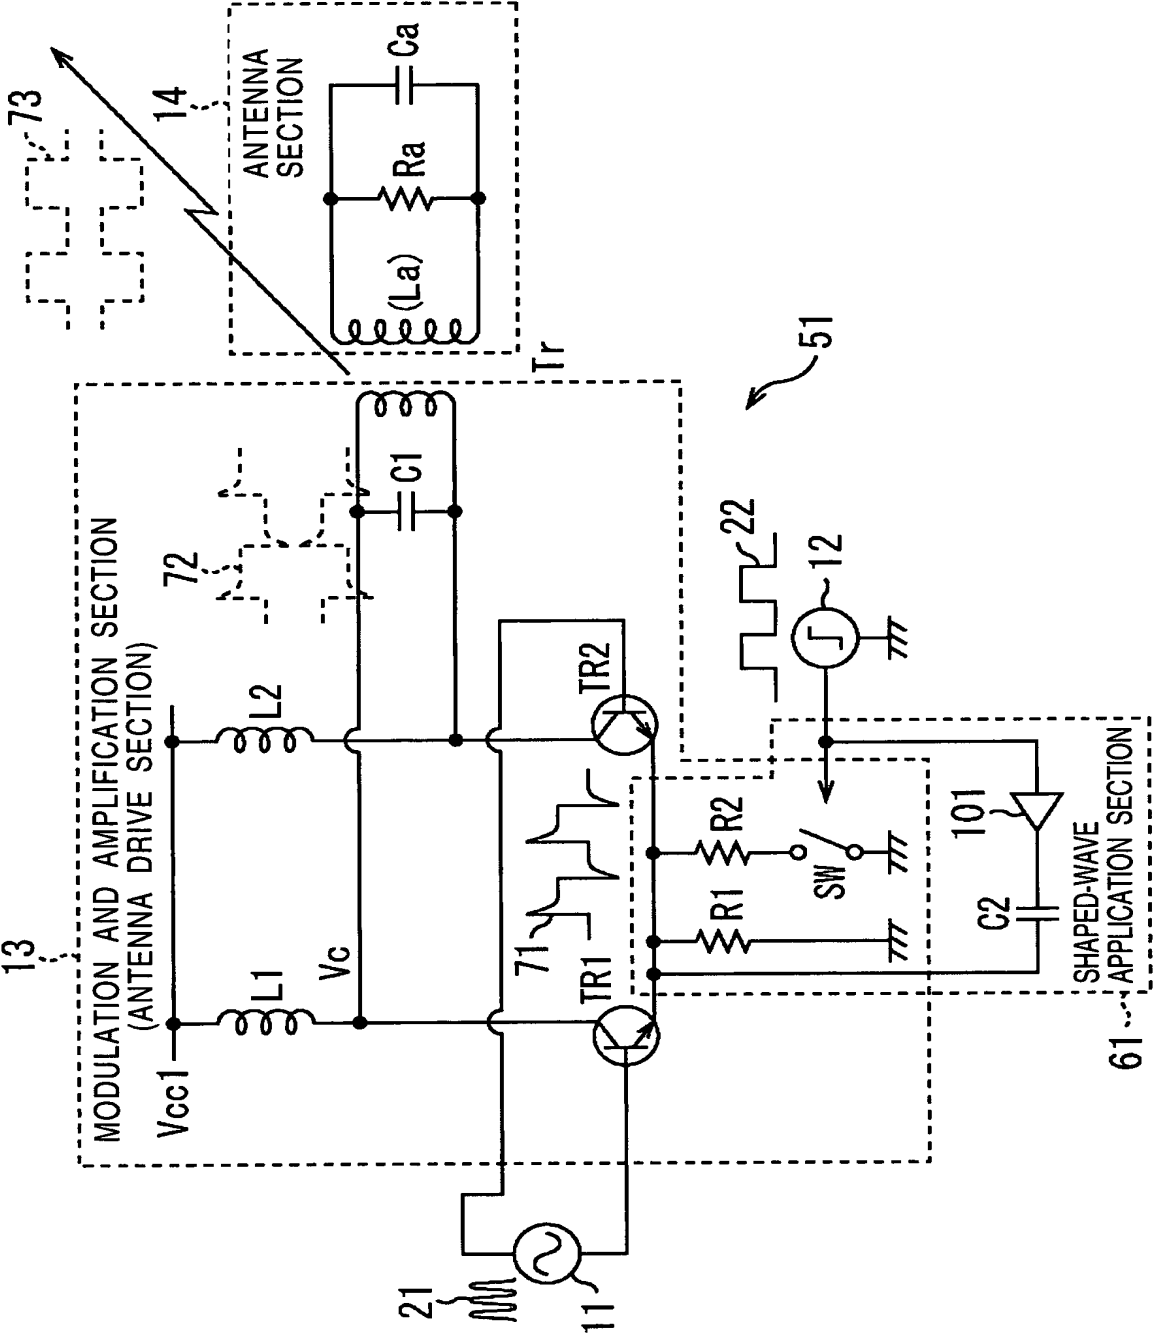 13
MODULATION AND AMPLIFICATION SECTION
(ANTENNA DRIVE SECTION)
Vcc1
L1
L2
Vc
72
C1
73
14
ANTENNA
SECTION
Ca
Ra
(La)
Tr
21
11
TR1
71
TR2
R1
R2
SW
51
22
12
101
C2
SHAPED-WAVE
APPLICATION SECTION
61